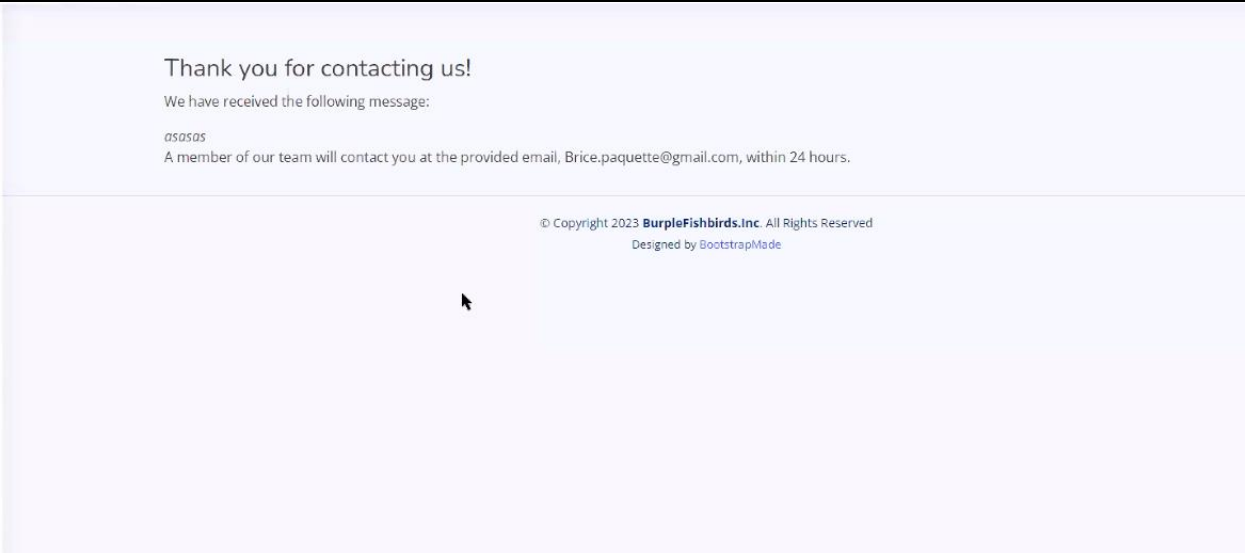 Thank you for contacting us!
We have received the following message:
asasas
A member of our team will contact you at the provided email, Brice.paquette@gmail.com, within 24 hours.
© Copyright 2023 BurpleFishbirds.Inc. All Rights Reserved
Designed by BootstrapMade